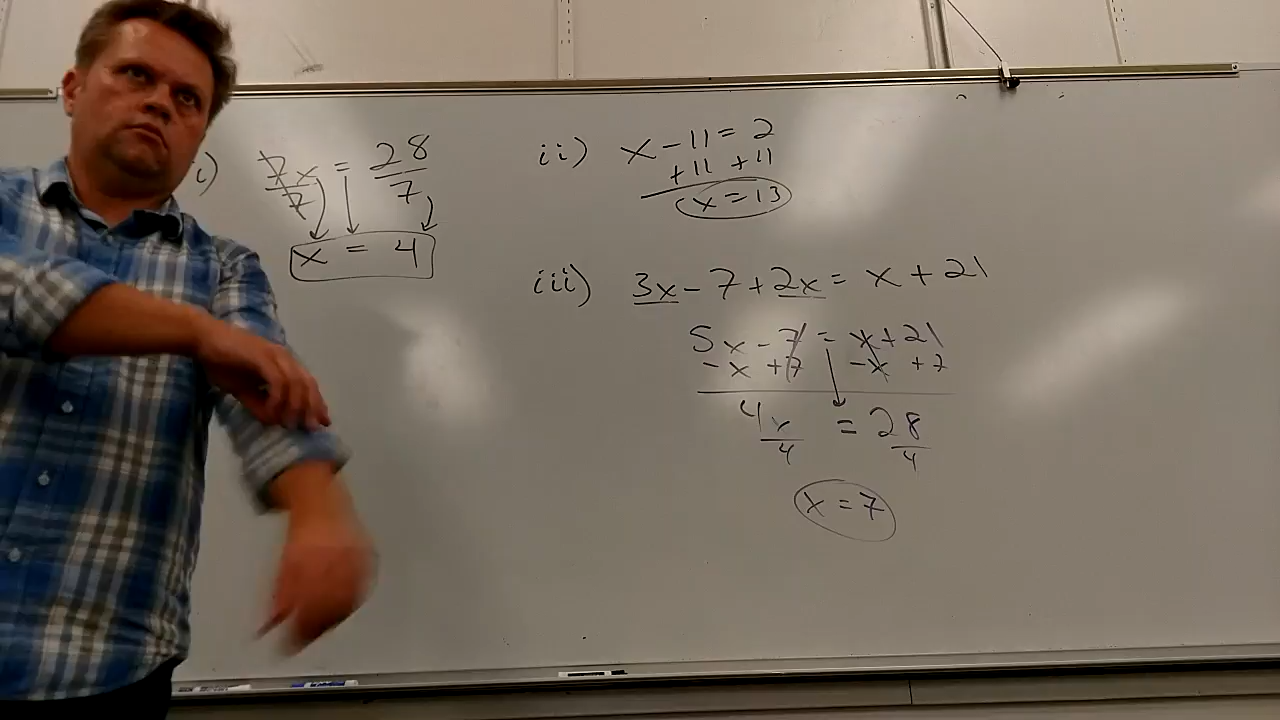 i) 7x = 28
7 7
x = 4
ii) x - 11 = 2
+11 +11
x = 13
iii) 3x - 7 + 2x = x + 21
5x - 7 = x + 21
- x + 7 - x + 7
4x = 28
4 4
x = 7